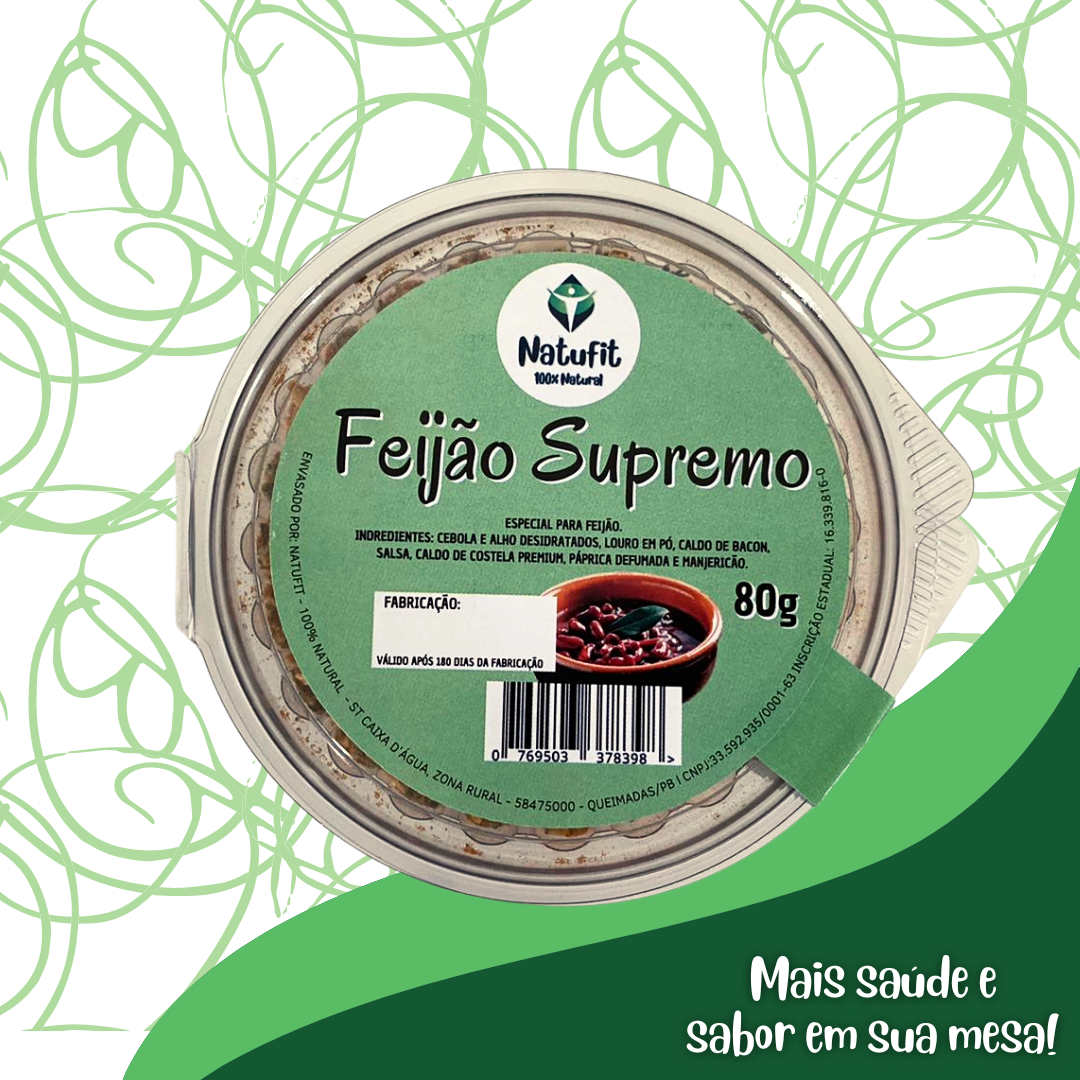 Natufit
100% Natural
Feijão Supremo
ESPECIAL PARA FEIJÃO.
INDREDIENTES: CEBOLA E ALHO DESIDRATADOS, LOURO EM PÓ, CALDO DE BACON,
SALSA, CALDO DE COSTELA PREMIUM, PÁPRICA DEFUMADA E MANJERICÃO.
80g
FABRICAÇÃO:
VÁLIDO APÓS 180 DIAS DA FABRICAÇÃO
0 769503 378398 >
ENVASADO POR: NATUFIT - 100% NATURAL - ST CAIXA D'ÁGUA, ZONA RURAL - 58475000 - QUEIMADAS/PB | CNPJ:33.592.935/0001-63 INSCRIÇÃO ESTADUAL: 16.339.816-0
Mais saúde e
sabor em sua mesa!